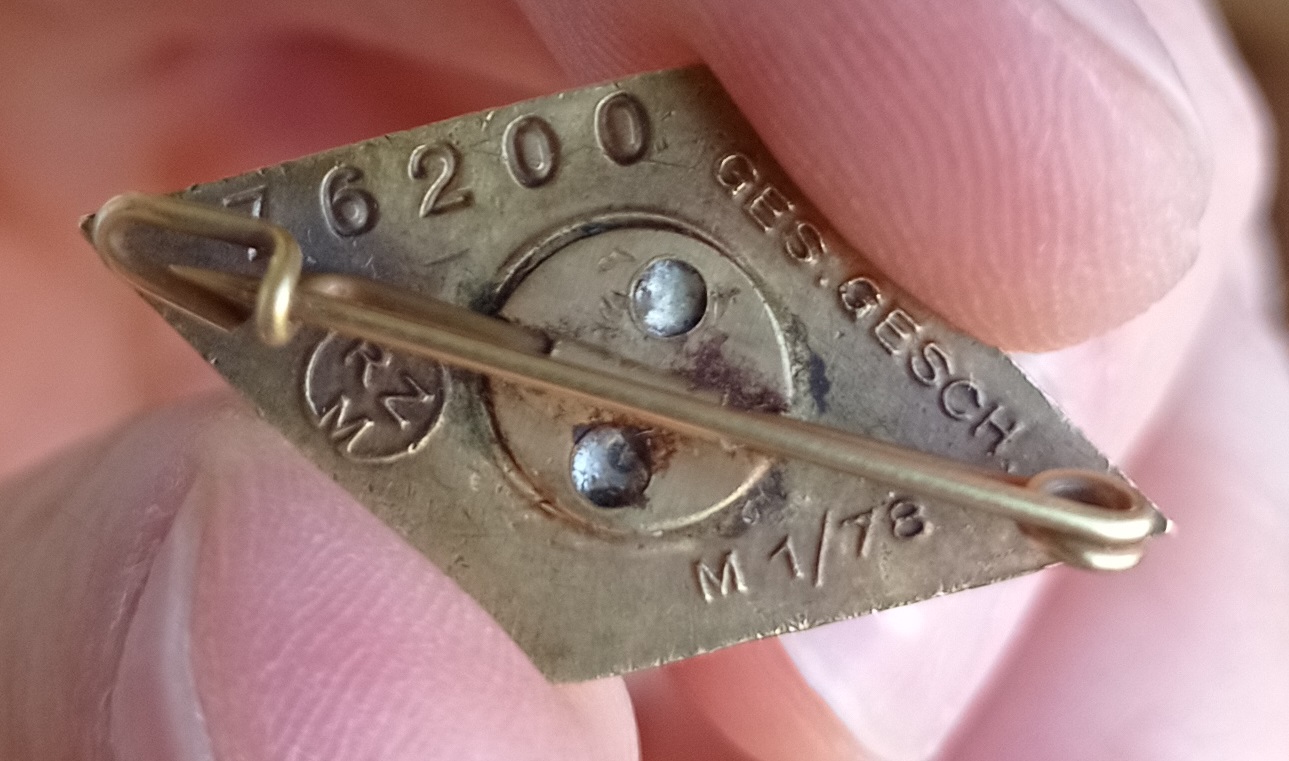 76200
GES.GESCH.
RZM
M 1/78